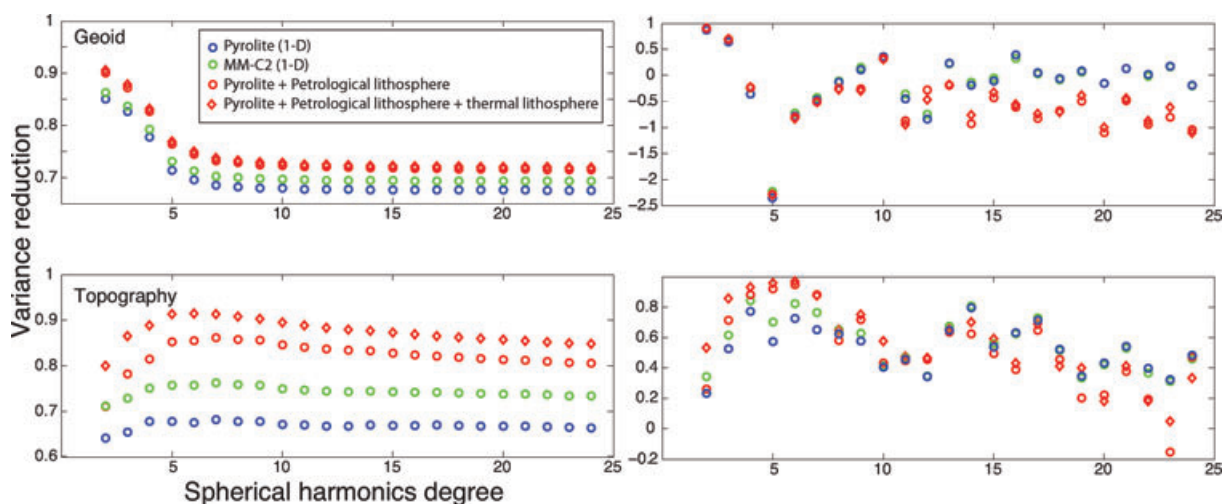 Geoid
Pyrolite (1-D)
MM-C2 (1-D)
Pyrolite + Petrological lithosphere
Pyrolite + Petrological lithosphere + thermal lithosphere
1
0.9
0.8
0.7
5 10 15 20 25
1
0.5
0
−0.5
−1
−1.5
−2
−2.5
5 10 15 20 25
Variance reduction
Topography
1
0.9
0.8
0.7
0.6
5 10 15 20 25
0.8
0.6
0.4
0.2
0
−0.2
5 10 15 20 25
Spherical harmonics degree